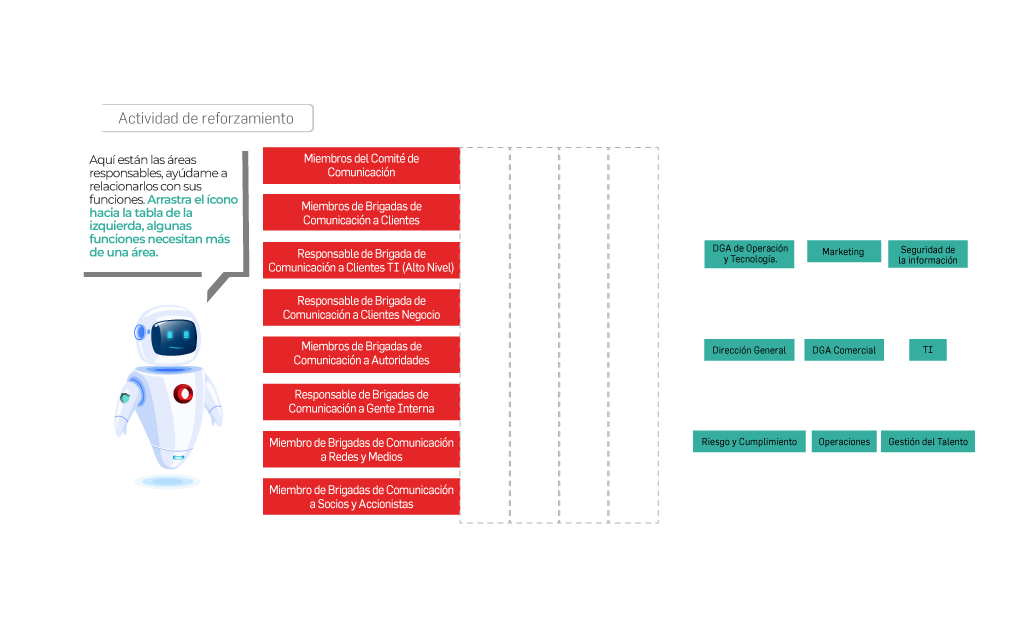 Actividad de reforzamiento
Aquí están las áreas
responsables, ayúdame a
relacionarlos con sus
funciones. Arrastra el ícono
hacia la tabla de la
izquierda, algunas
funciones necesitan más
de una área.
Miembros del Comité de
Comunicación
Miembros de Brigadas de
Comunicación a Clientes
Responsable de Brigada de
Comunicación a Clientes TI (Alto Nivel)
Responsable de Brigada de
Comunicación a Clientes Negocio
Miembros de Brigadas de
Comunicación a Autoridades
Responsable de Brigadas de
Comunicación a Gente Interna
Miembro de Brigadas de Comunicación
a Redes y Medios
Miembro de Brigadas de Comunicación
a Socios y Accionistas
DGA de Operación
y Tecnología.
Marketing
Seguridad de
la información
Dirección General
DGA Comercial
TI
Riesgo y Cumplimiento
Operaciones
Gestión del Talento